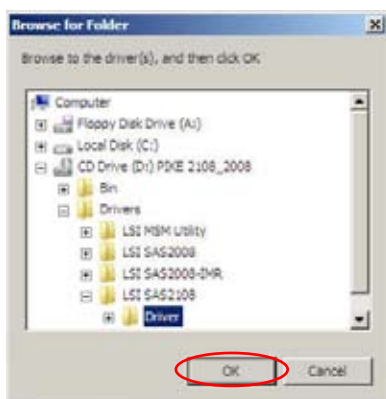 Browse for Folder
Browse to the driver(s), and then click OK
Computer
Floppy Disk Drive (A:)
Local Disk (C:)
CD Drive (D:) PIKE 2108_2008
Bin
Drivers
LSI MSM Utility
LSI SAS2008
LSI SAS2008-IMR
LSI SAS2108
Driver
OK
Cancel